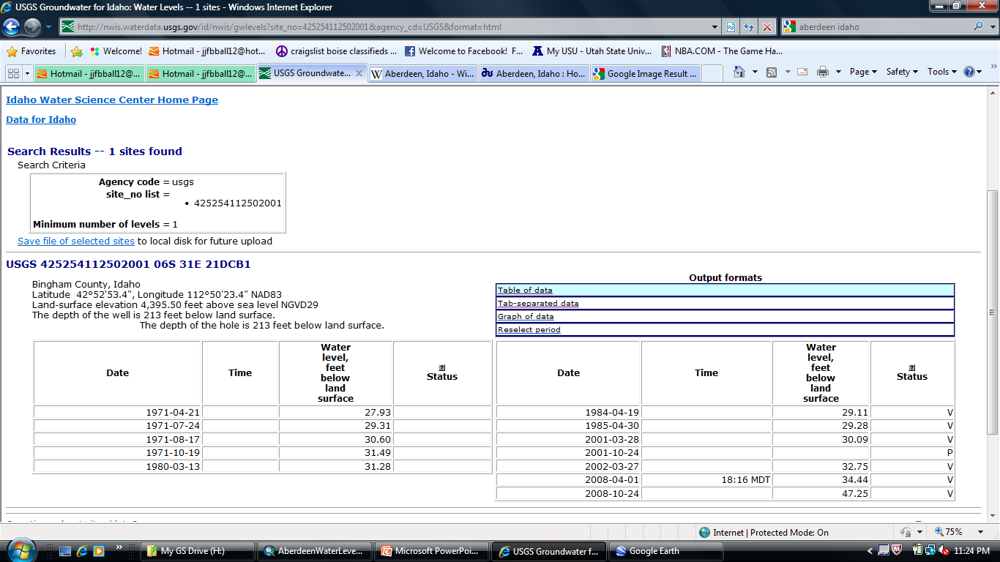 USGS Groundwater for Idaho: Water Levels -- 1 sites - Windows Internet Explorer
http://nwis.waterdata.usgs.gov/id/nwis/gwlevels?site_no=425254112502001&agency_cd=USGS&format=html
aberdeen idaho
Favorites Welcome! Hotmail - jjfbball12@hot... craigslist boise classifieds ... Welcome to Facebook! F... My USU - Utah State Univ... NBA.COM - The Game Ha...
Hotmail - jjfbball12@... Hotmail - jjfbball12@... USGS Groundwate... Aberdeen, Idaho - Wi... Aberdeen, Idaho : Ho... Google Image Result ... Page Safety Tools
Idaho Water Science Center Home Page
Data for Idaho
Search Results -- 1 sites found
Search Criteria
Agency code = usgs
site_no list =
• 425254112502001
Minimum number of levels = 1
Save file of selected sites to local disk for future upload
USGS 425254112502001 06S 31E 21DCB1
Bingham County, Idaho
Latitude 42°52'53.4", Longitude 112°50'23.4" NAD83
Land-surface elevation 4,395.50 feet above sea level NGVD29
The depth of the well is 213 feet below land surface.
The depth of the hole is 213 feet below land surface.
Output formats
Table of data
Tab-separated data
Graph of data
Reselect period
Date Time Water level, feet below land surface ? Status
1971-04-21 27.93
1971-07-24 29.31
1971-08-17 30.60
1971-10-19 31.49
1980-03-13 31.28
Date Time Water level, feet below land surface ? Status
1984-04-19 29.11 V
1985-04-30 29.28 V
2001-03-28 30.09 V
2001-10-24 P
2002-03-27 32.75 V
2008-04-01 18:16 MDT 34.44 V
2008-10-24 47.25 V
Internet | Protected Mode: On 75%
My GS Drive (H:) AberdeenWaterLeve... Microsoft PowerPoi... USGS Groundwater f... Google Earth 11:24 PM